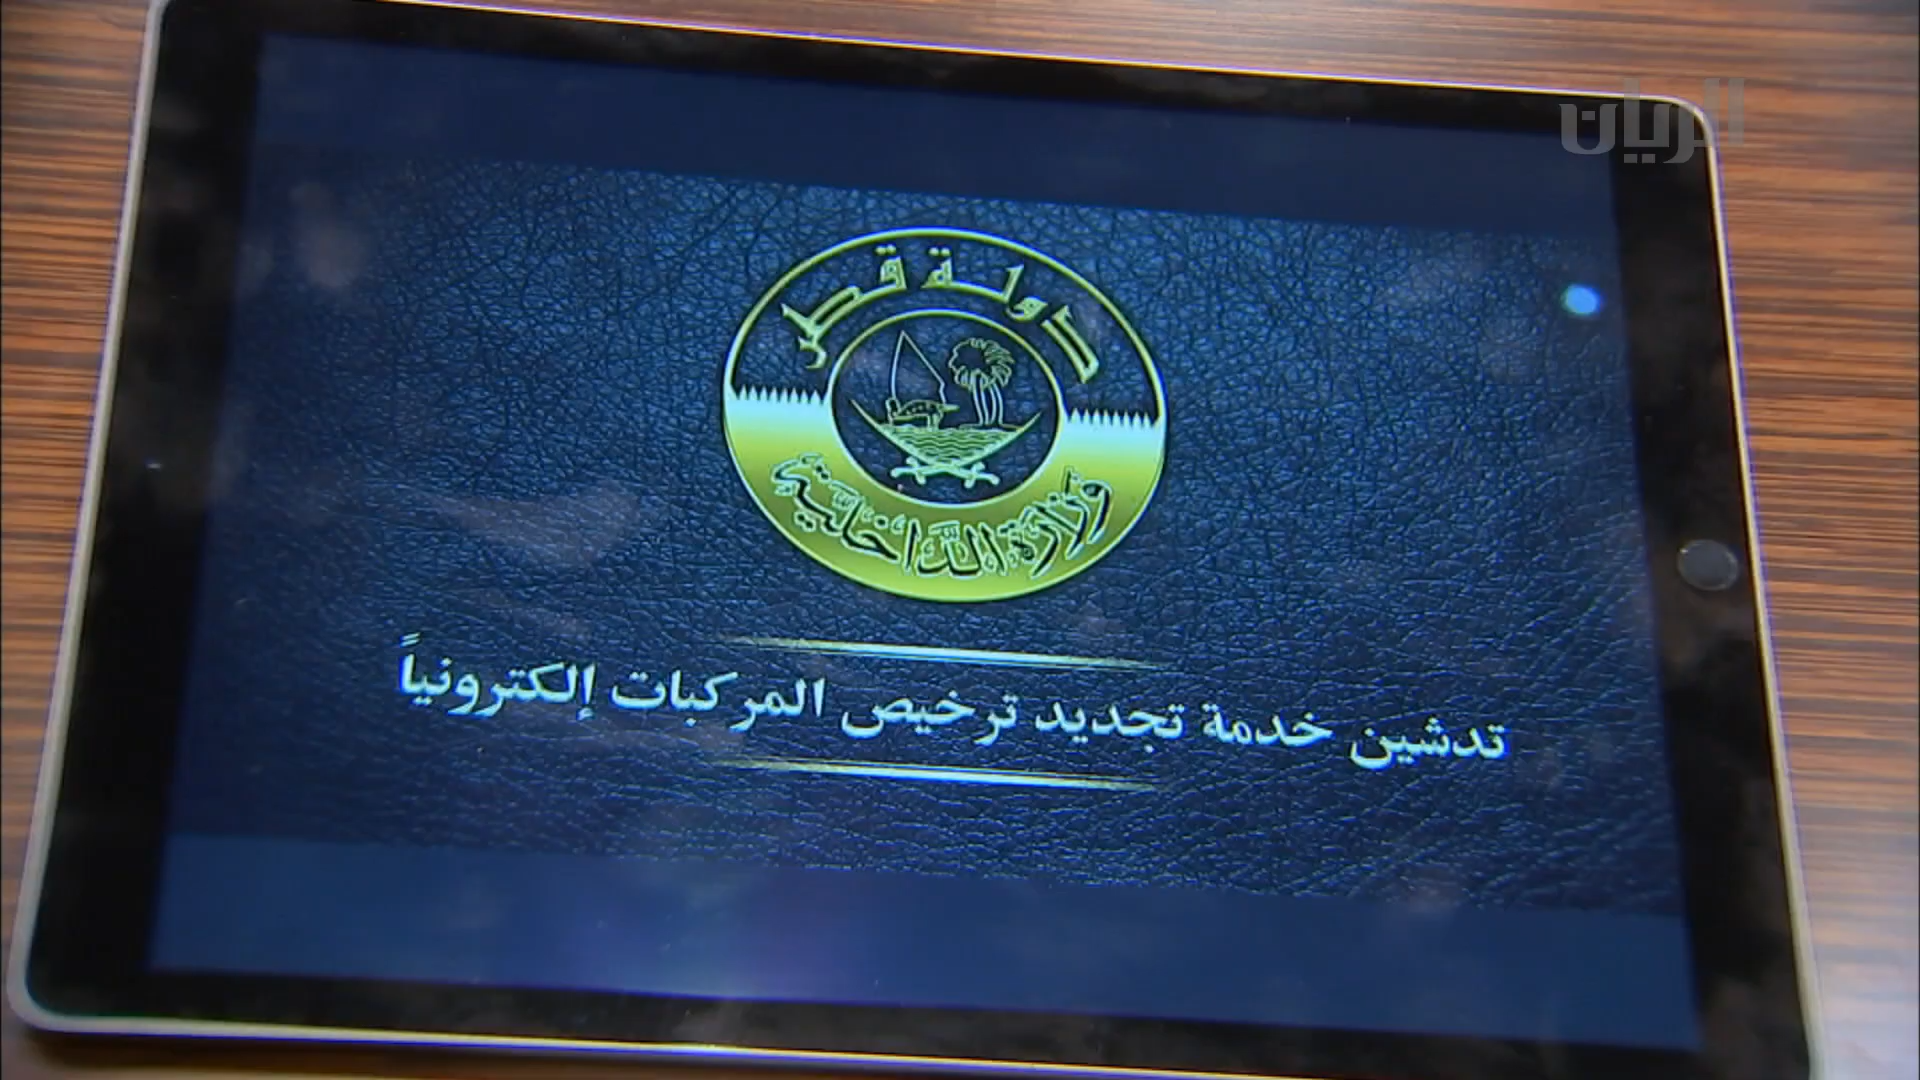 الريان
دولة قطر
وزارة الداخلية
تدشين خدمة تجديد ترخيص المركبات إلكترونياً